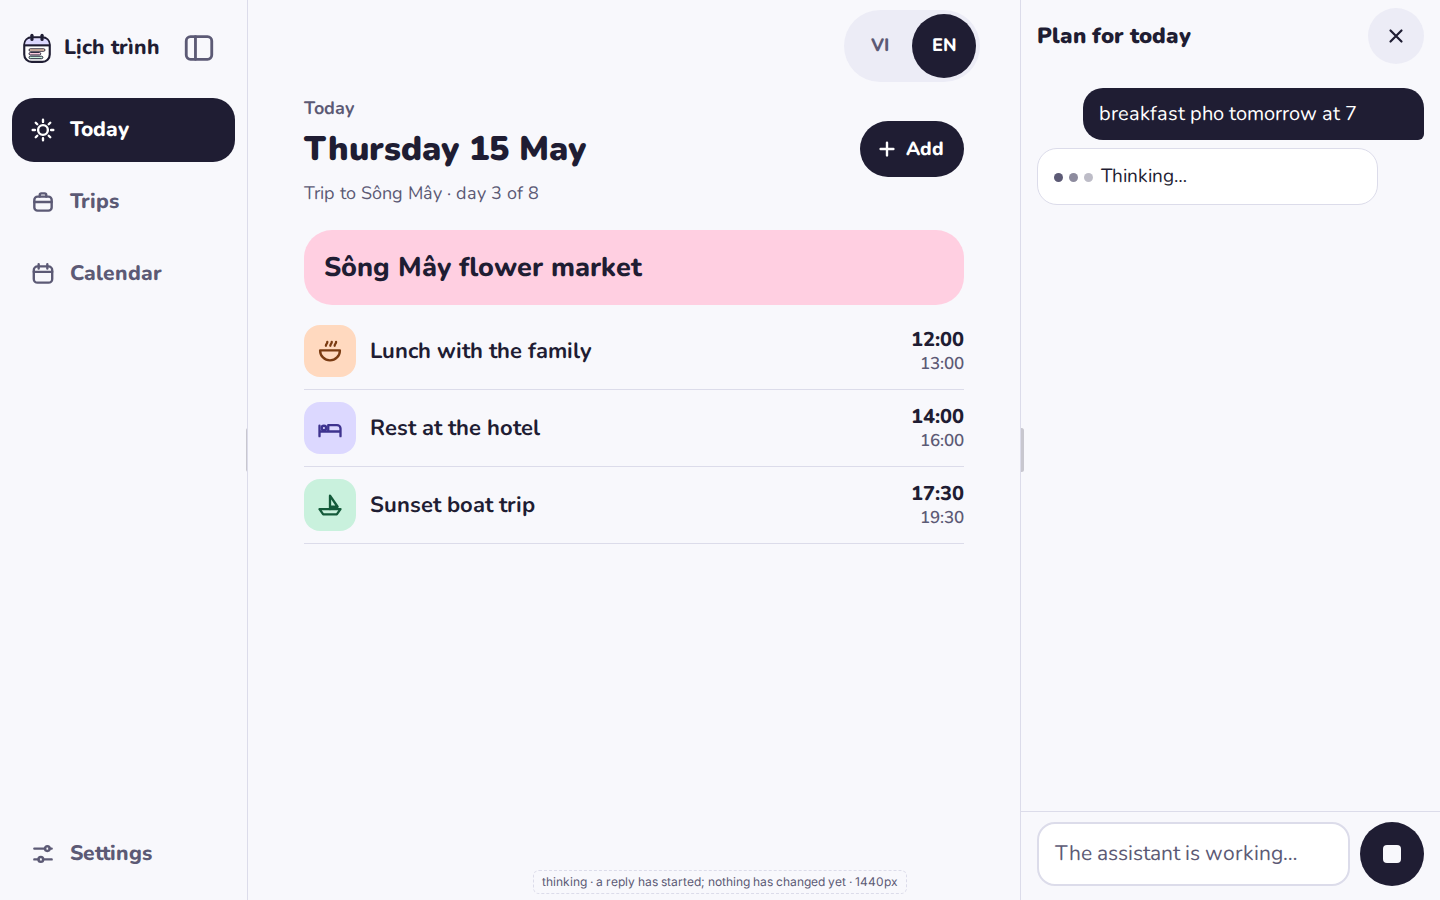 Lịch trình
Today
Trips
Calendar
Settings
VI
EN
Today
Thursday 15 May
Trip to Sông Mây · day 3 of 8
Add
Sông Mây flower market
Lunch with the family
12:00
13:00
Rest at the hotel
14:00
16:00
Sunset boat trip
17:30
19:30
thinking · a reply has started; nothing has changed yet · 1440px
Plan for today
breakfast pho tomorrow at 7
Thinking...
The assistant is working...